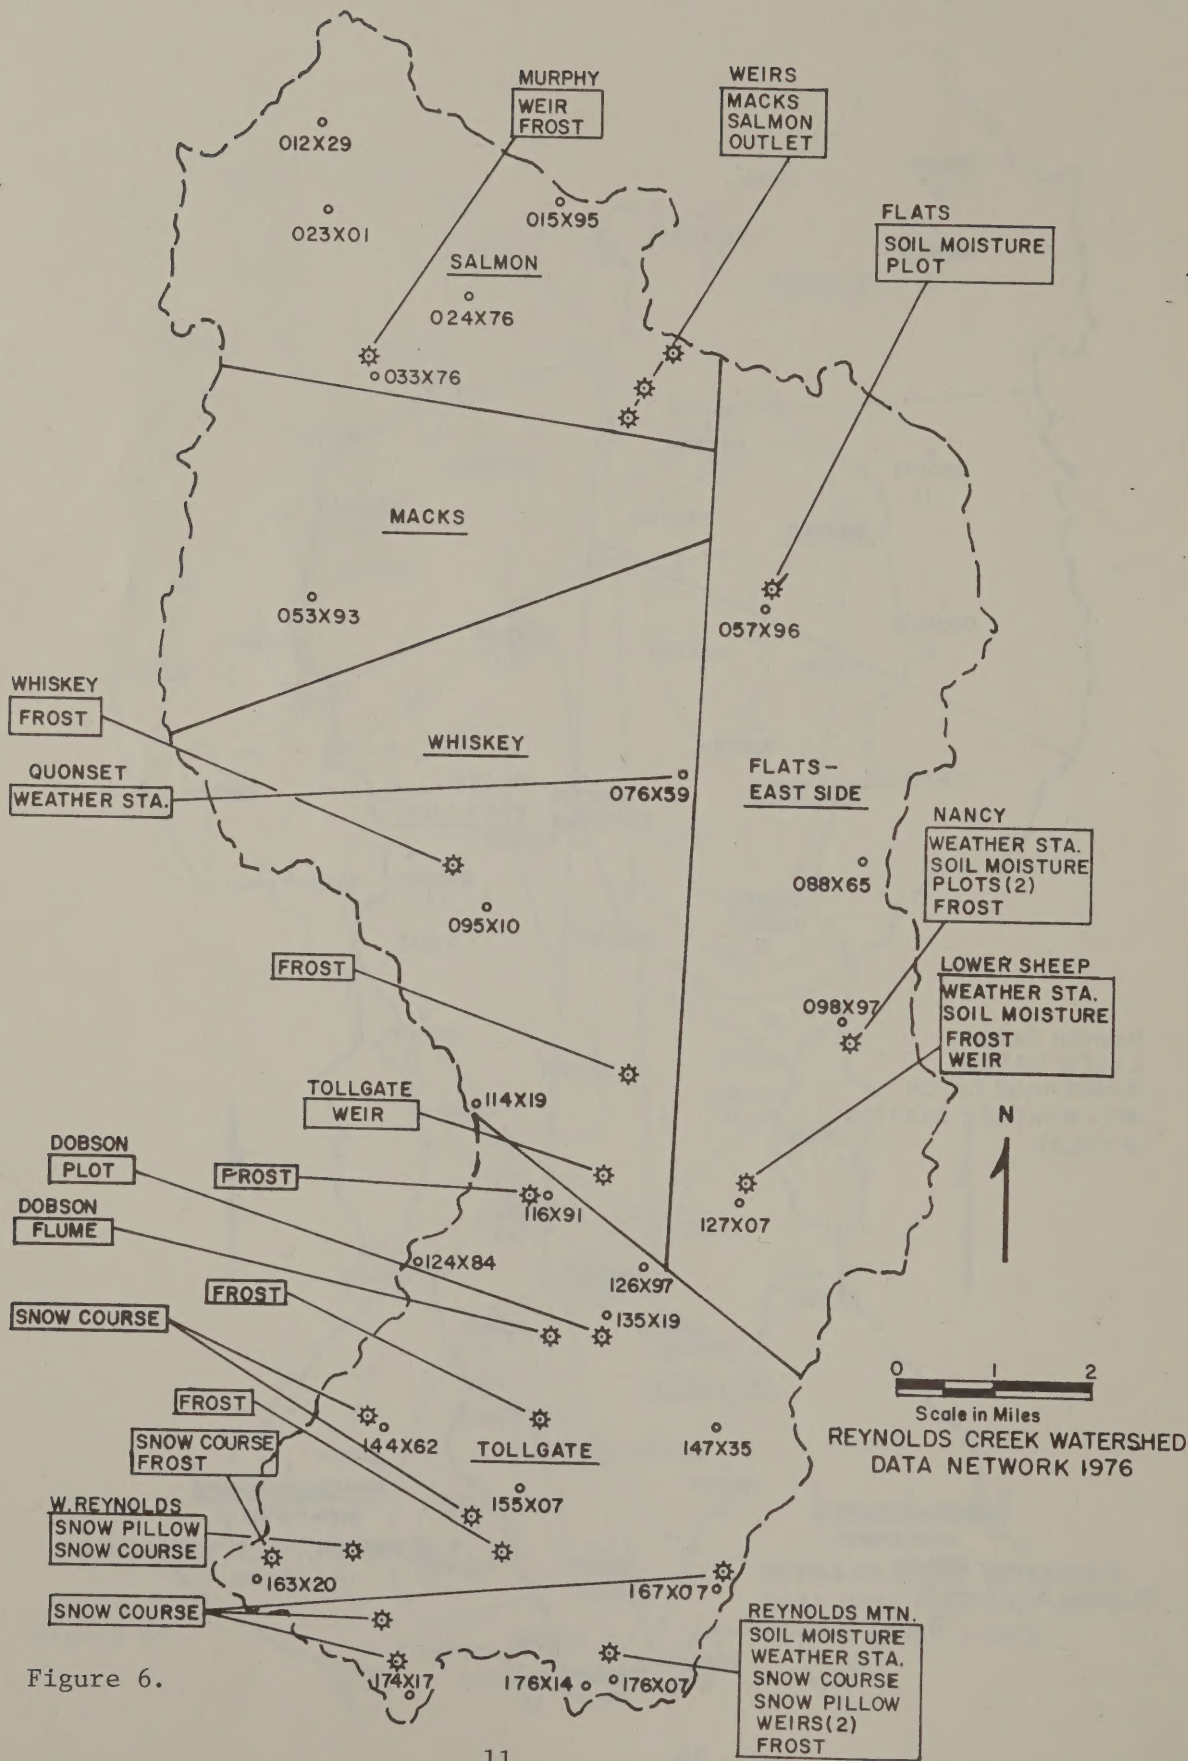 MURPHY
WEIR
FROST
WEIRS
MACKS
SALMON
OUTLET
012X29
023X01
015X95
FLATS
SOIL MOISTURE
PLOT
SALMON
024X76
033X76
MACKS
053X93
057X96
WHISKEY
FROST
WHISKEY
QUONSET
WEATHER STA.
076X59
FLATS-
EAST SIDE
NANCY
WEATHER STA.
SOIL MOISTURE
PLOTS(2)
FROST
088X65
095X10
FROST
LOWER SHEEP
WEATHER STA.
SOIL MOISTURE
FROST
WEIR
098X97
TOLLGATE
WEIR
114X19
N
DOBSON
PLOT
FROST
116X91
127X07
DOBSON
FLUME
124X84
126X97
FROST
135X19
SNOW COURSE
0 1 2
Scale in Miles
REYNOLDS CREEK WATERSHED
DATA NETWORK 1976
FROST
144X62
TOLLGATE
147X35
SNOW COURSE
FROST
155X07
W. REYNOLDS
SNOW PILLOW
SNOW COURSE
163X20
167X07
SNOW COURSE
REYNOLDS MTN.
SOIL MOISTURE
WEATHER STA.
SNOW COURSE
SNOW PILLOW
WEIRS(2)
FROST
174X17
176X14
176X07
Figure 6.
11